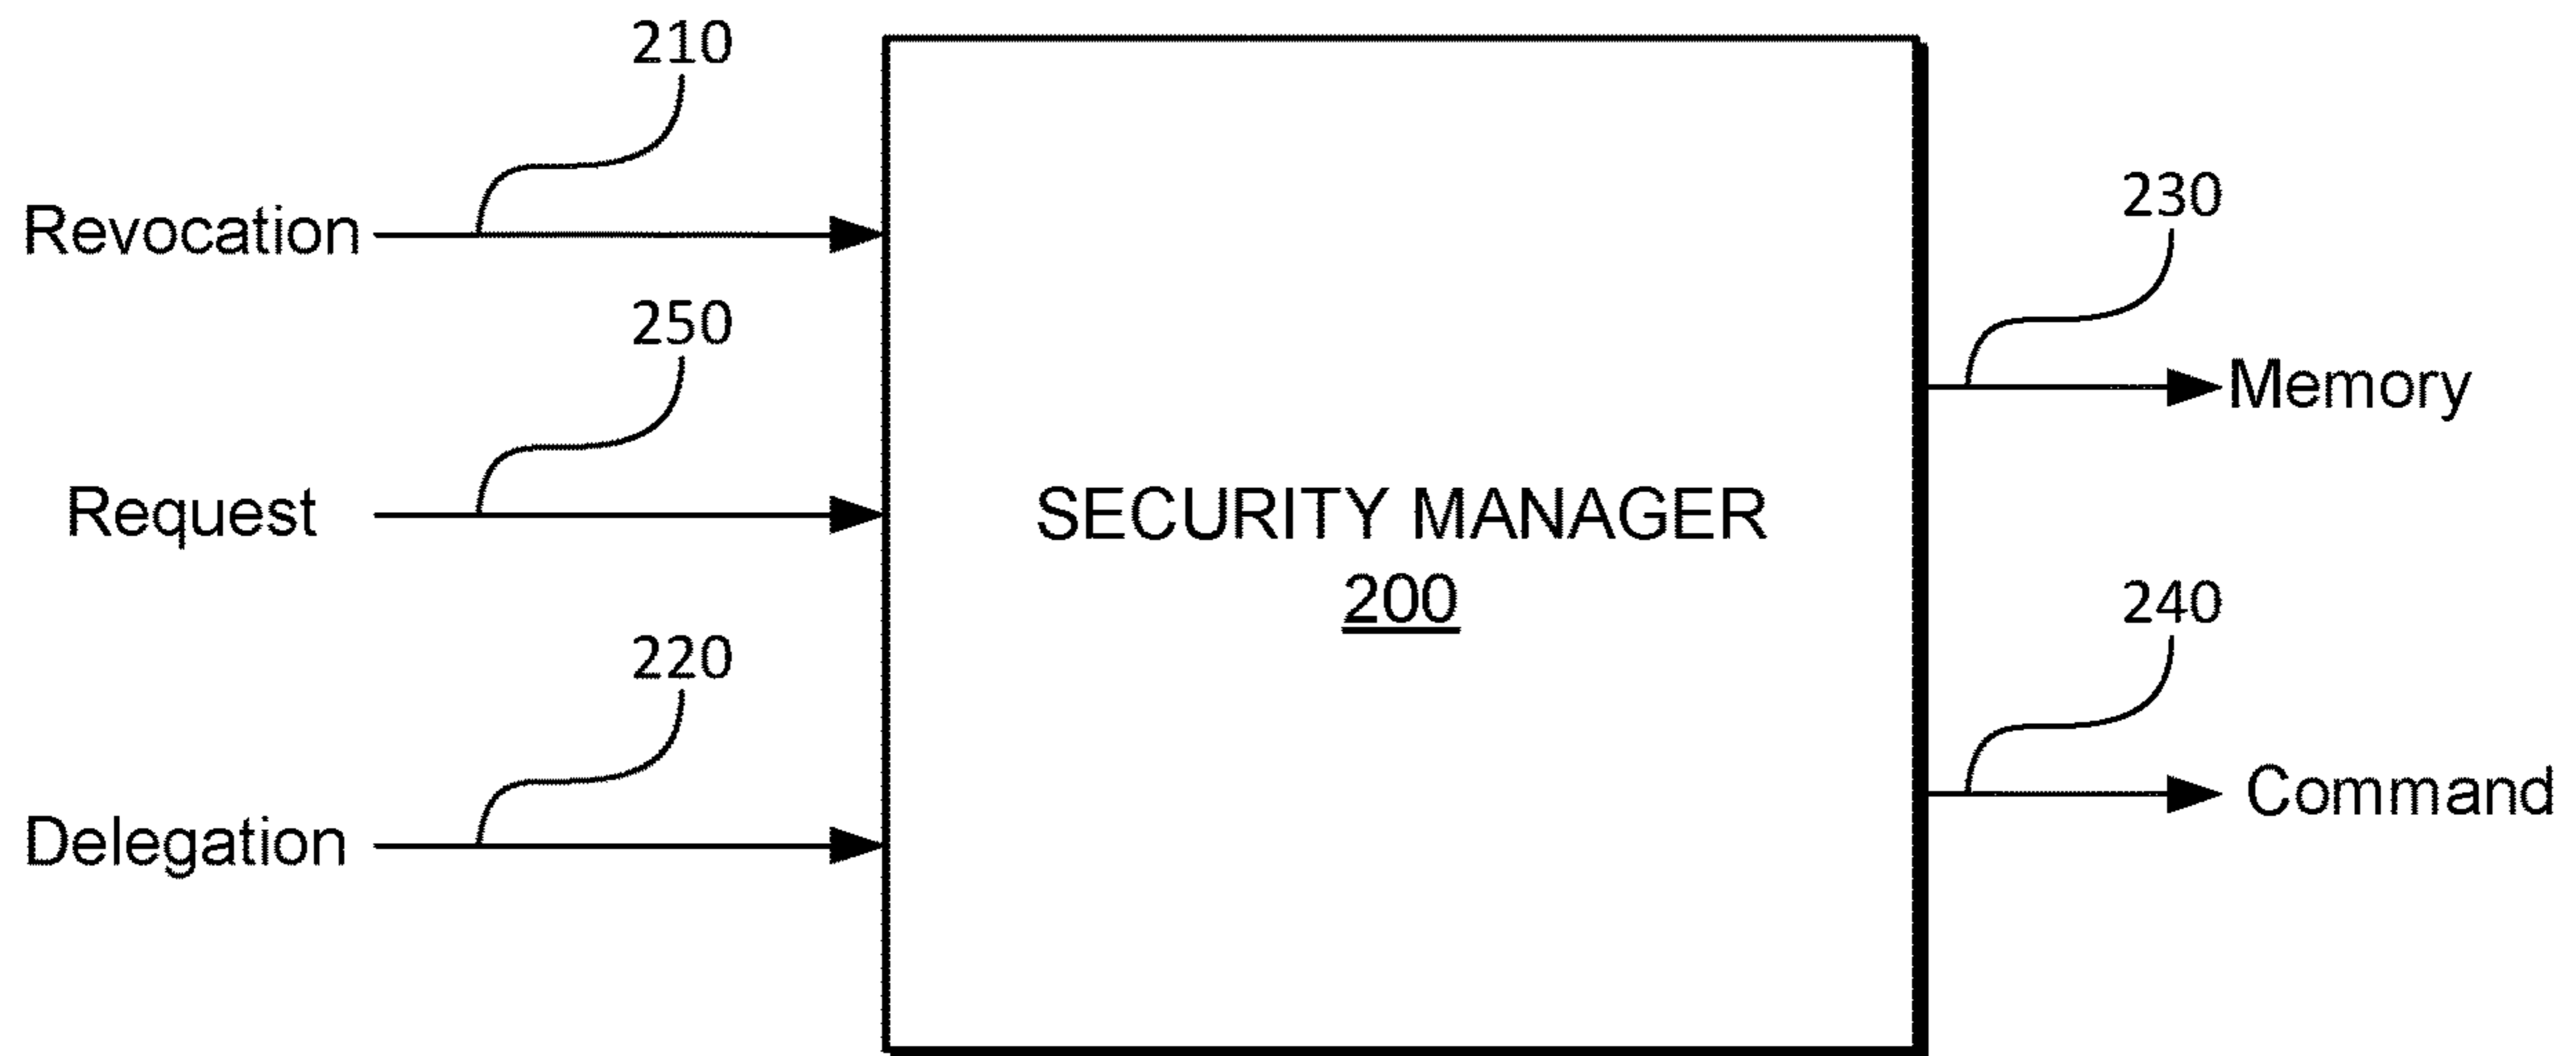 210
Revocation
250
Request
220
Delegation
SECURITY MANAGER
200
230
Memory
240
Command